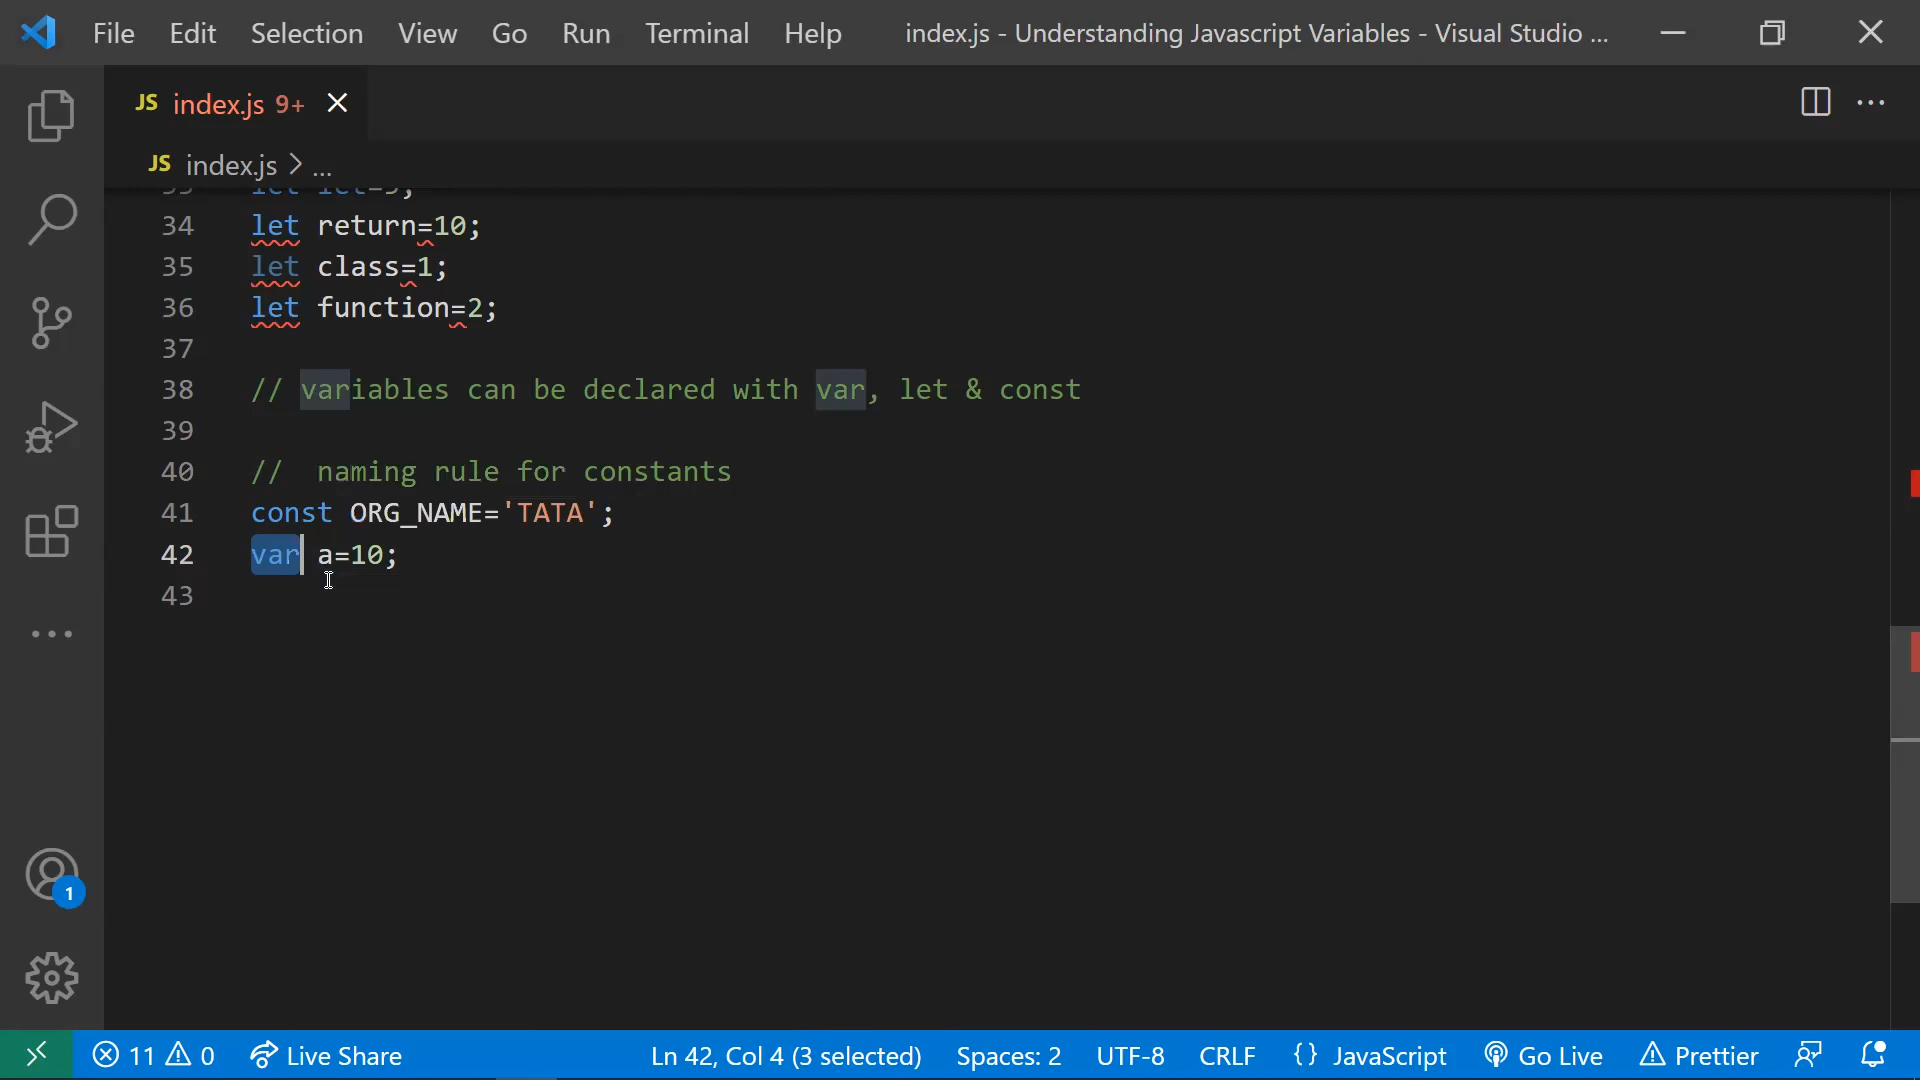 File Edit Selection View Go Run Terminal Help index.js - Understanding Javascript Variables - Visual Studio ...
JS index.js 9+
JS index.js > ...
33 let let=5;
34 let return=10;
35 let class=1;
36 let function=2;
37
38 // variables can be declared with var, let & const
39
40 //  naming rule for constants
41 const ORG_NAME='TATA';
42 var a=10;
43
1
11 0 Live Share Ln 42, Col 4 (3 selected) Spaces: 2 UTF-8 CRLF {} JavaScript Go Live Prettier